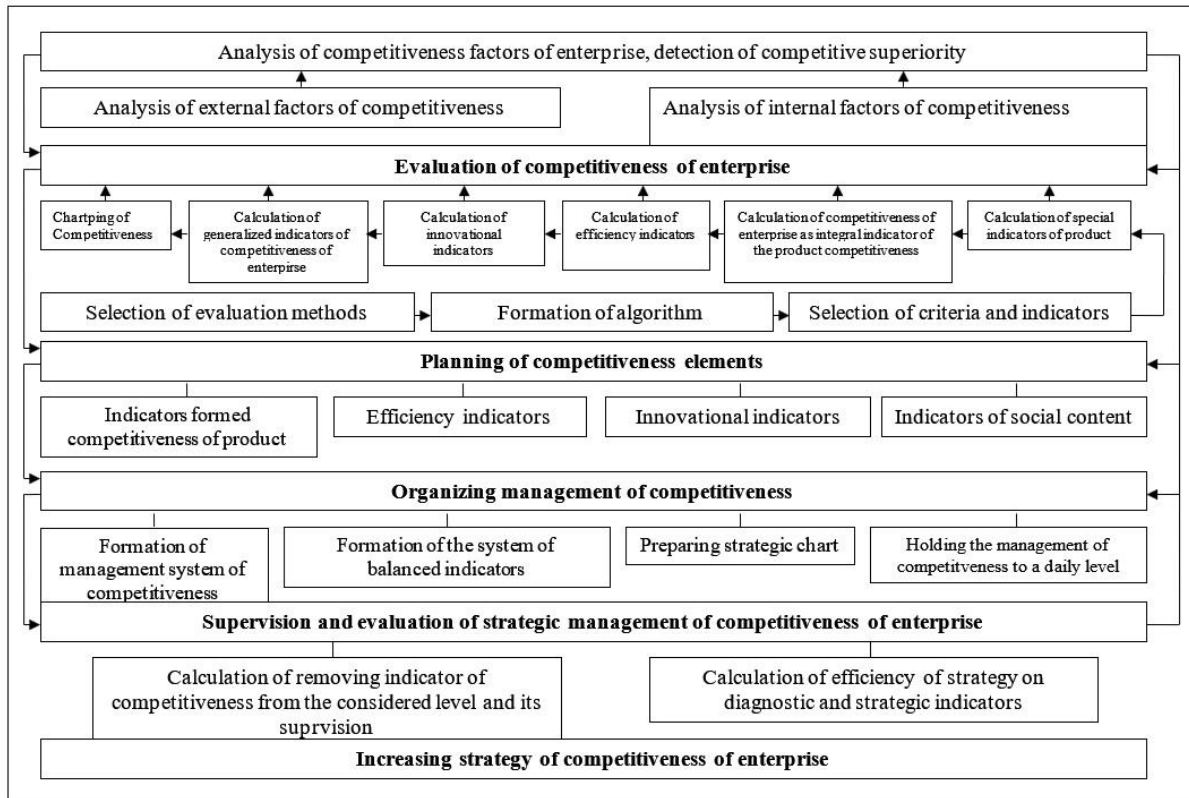 Analysis of competitiveness factors of enterprise, detection of competitive superiority
Analysis of external factors of competitiveness
Analysis of internal factors of competitiveness
Evaluation of competitiveness of enterprise
Chartping of
Competitiveness
Calculation of
generalized indicators of
competitiveness of
enterpirse
Calculation of
innovational
indicators
Calculation of
efficiency indicators
Calculation of competitiveness of
enterprise as integral indicator of
the product competitiveness
Calculation of special
indicators of product
Selection of evaluation methods
Formation of algorithm
Selection of criteria and indicators
Planning of competitiveness elements
Indicators formed
competitiveness of product
Efficiency indicators
Innovational indicators
Indicators of social content
Organizing management of competitiveness
Formation of
management system of
competitiveness
Formation of the system of
balanced indicators
Preparing strategic chart
Holding the management of
competitveness to a daily level
Supervision and evaluation of strategic management of competitiveness of enterprise
Calculation of removing indicator of
competitiveness from the considered level and its
suprvision
Calculation of efficiency of strategy on
diagnostic and strategic indicators
Increasing strategy of competitiveness of enterprise